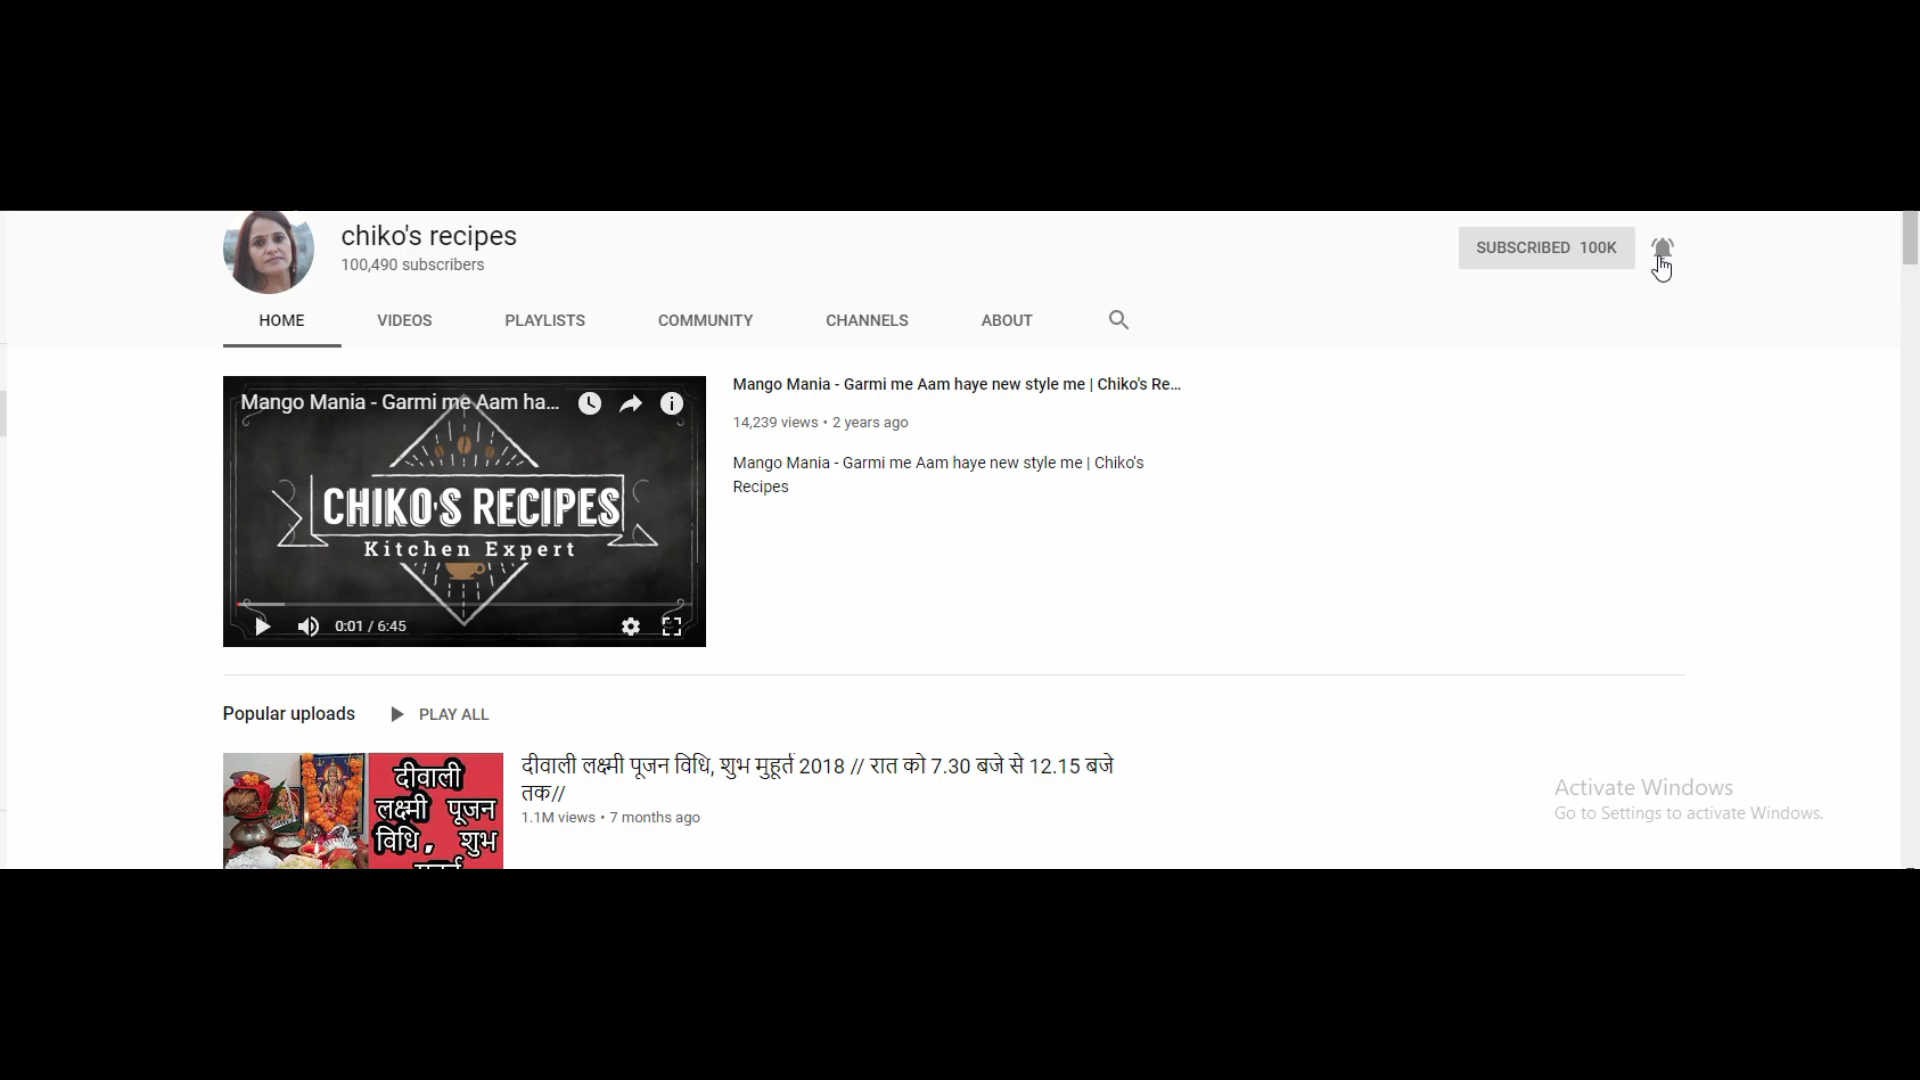 chiko's recipes
100,490 subscribers
SUBSCRIBED 100K
HOME VIDEOS PLAYLISTS COMMUNITY CHANNELS ABOUT
Mango Mania - Garmi me Aam ha...
CHIKO'S RECIPES
Kitchen Expert
0:01 / 6:45
Mango Mania - Garmi me Aam haye new style me | Chiko's Re...
14,239 views • 2 years ago
Mango Mania - Garmi me Aam haye new style me | Chiko's
Recipes
Popular uploads PLAY ALL
दीवाली
लक्ष्मी पूजन
विधि, शुभ
दीवाली लक्ष्मी पूजन विधि, शुभ मुहूर्त 2018 // रात को 7.30 बजे से 12.15 बजे
तक//
1.1M views • 7 months ago
Activate Windows
Go to Settings to activate Windows.